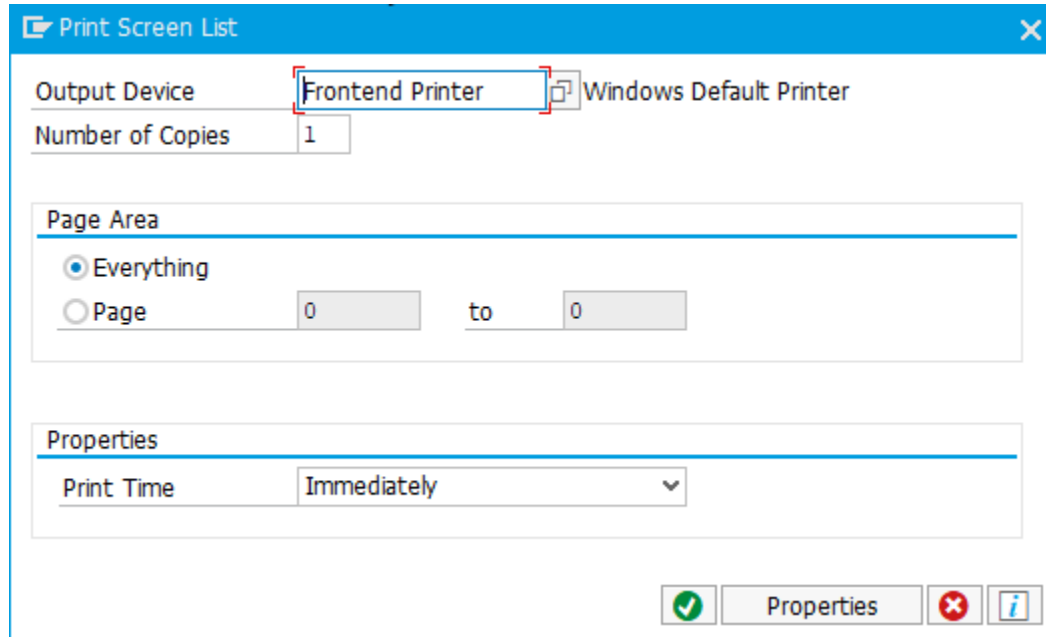 Print Screen List
Output Device Frontend Printer Windows Default Printer
Number of Copies 1
Page Area
Everything
Page 0 to 0
Properties
Print Time Immediately
Properties i